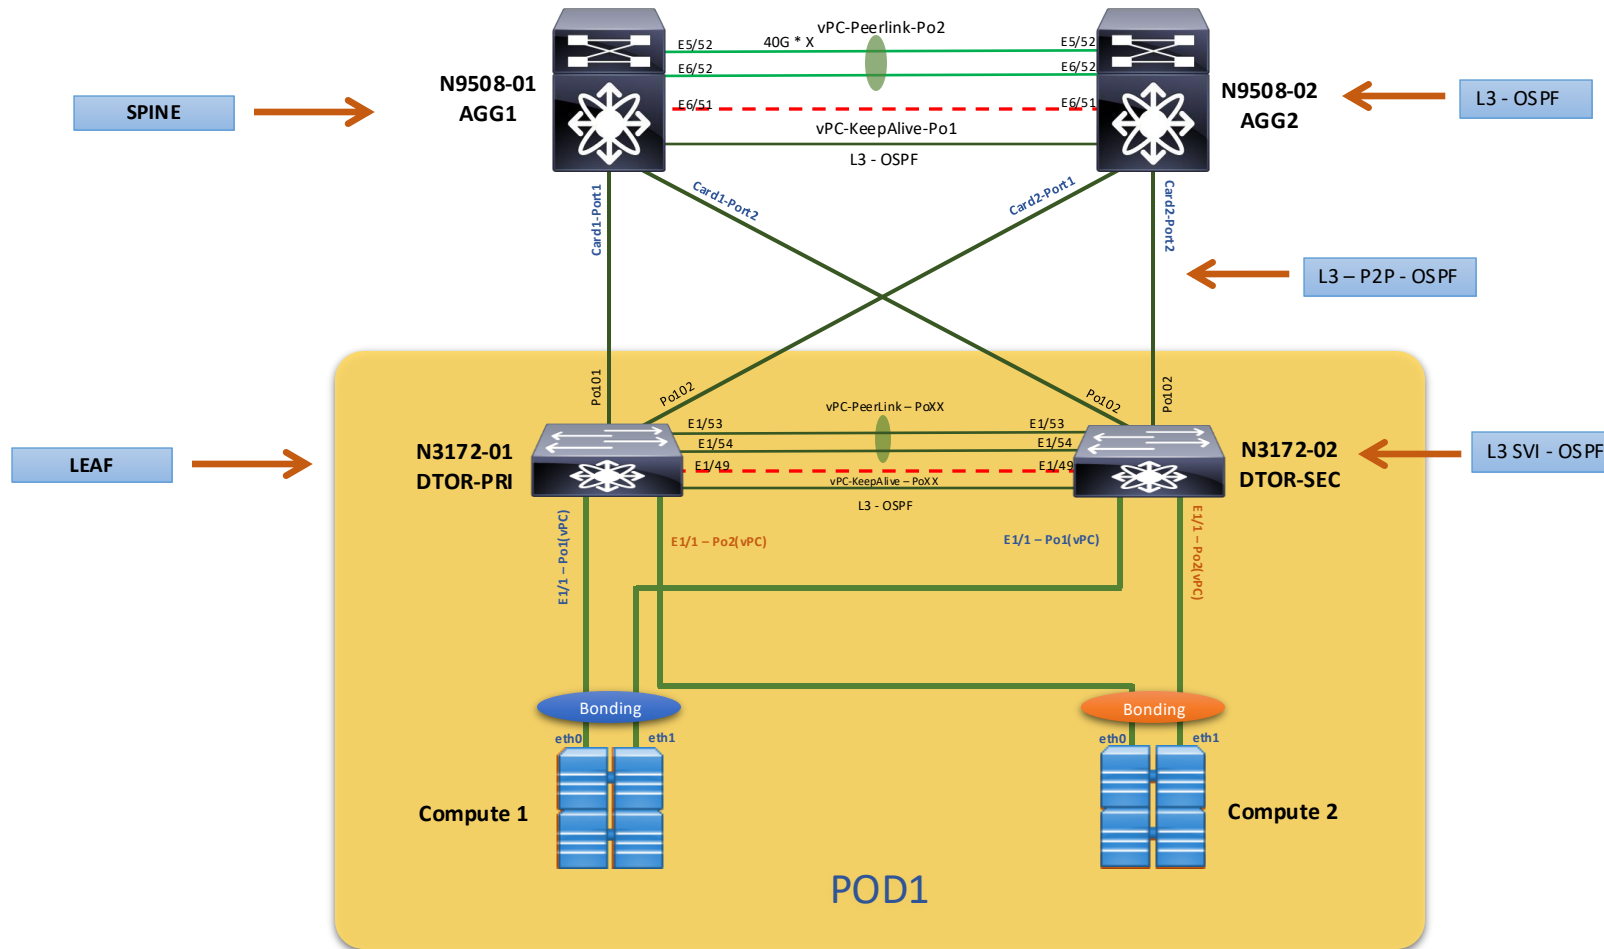 vPC-Peerlink-Po2
E5/52
40G * X
E5/52
E6/52
E6/52
N9508-01
AGG1
N9508-02
AGG2
SPINE
L3 - OSPF
E6/51
E6/51
vPC-KeepAlive-Po1
L3 - OSPF
Card1-Port1
Card1-Port2
Card2-Port1
Card2-Port2
L3 – P2P - OSPF
Po101
Po102
Po102
Po102
vPC-PeerLink – PoXX
E1/53
E1/53
E1/54
E1/54
N3172-01
DTOR-PRI
N3172-02
DTOR-SEC
LEAF
L3 SVI - OSPF
E1/49
E1/49
vPC-KeepAlive – PoXX
L3 - OSPF
E1/1 – Po1(vPC)
E1/1 – Po2(vPC)
E1/1 – Po1(vPC)
E1/1 – Po2(vPC)
Bonding
Bonding
eth0
eth1
eth0
eth1
Compute 1
Compute 2
POD1